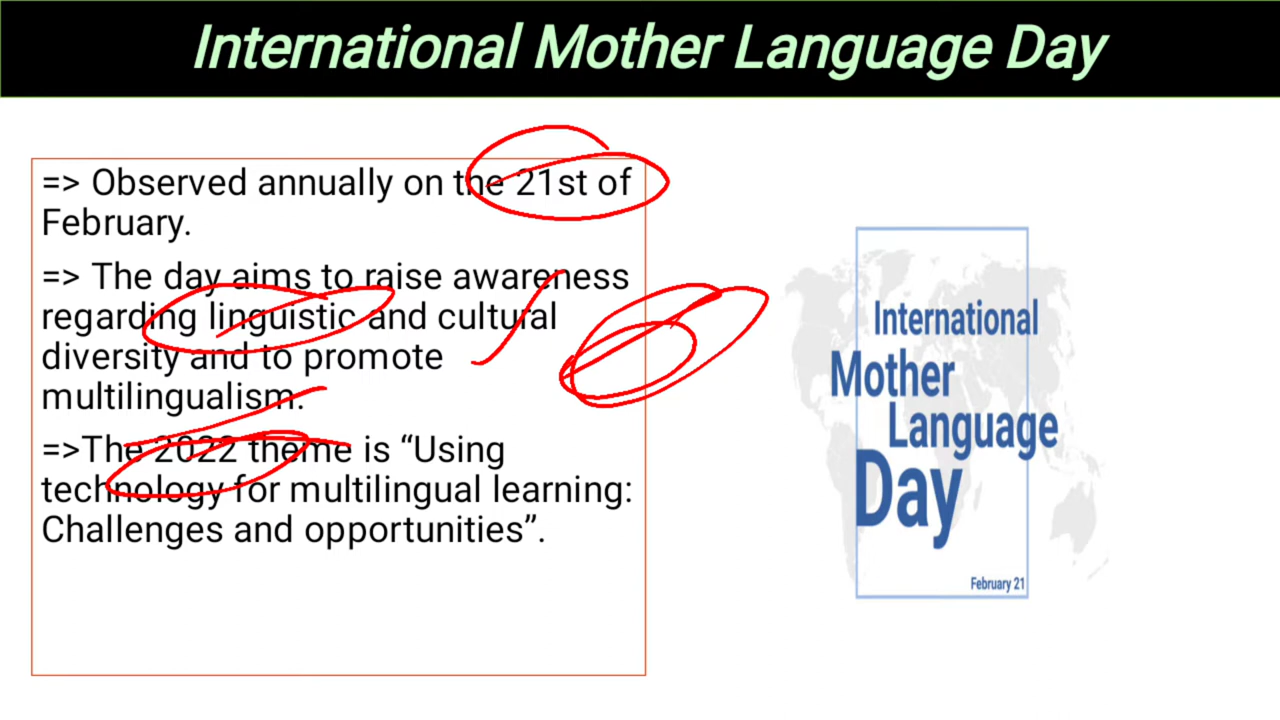 International Mother Language Day
=> Observed annually on the 21st of
February.
=> The day aims to raise awareness
regarding linguistic and cultural
diversity and to promote
multilingualism.
=>The 2022 theme is “Using
technology for multilingual learning:
Challenges and opportunities”.
International
Mother
Language
Day
February 21